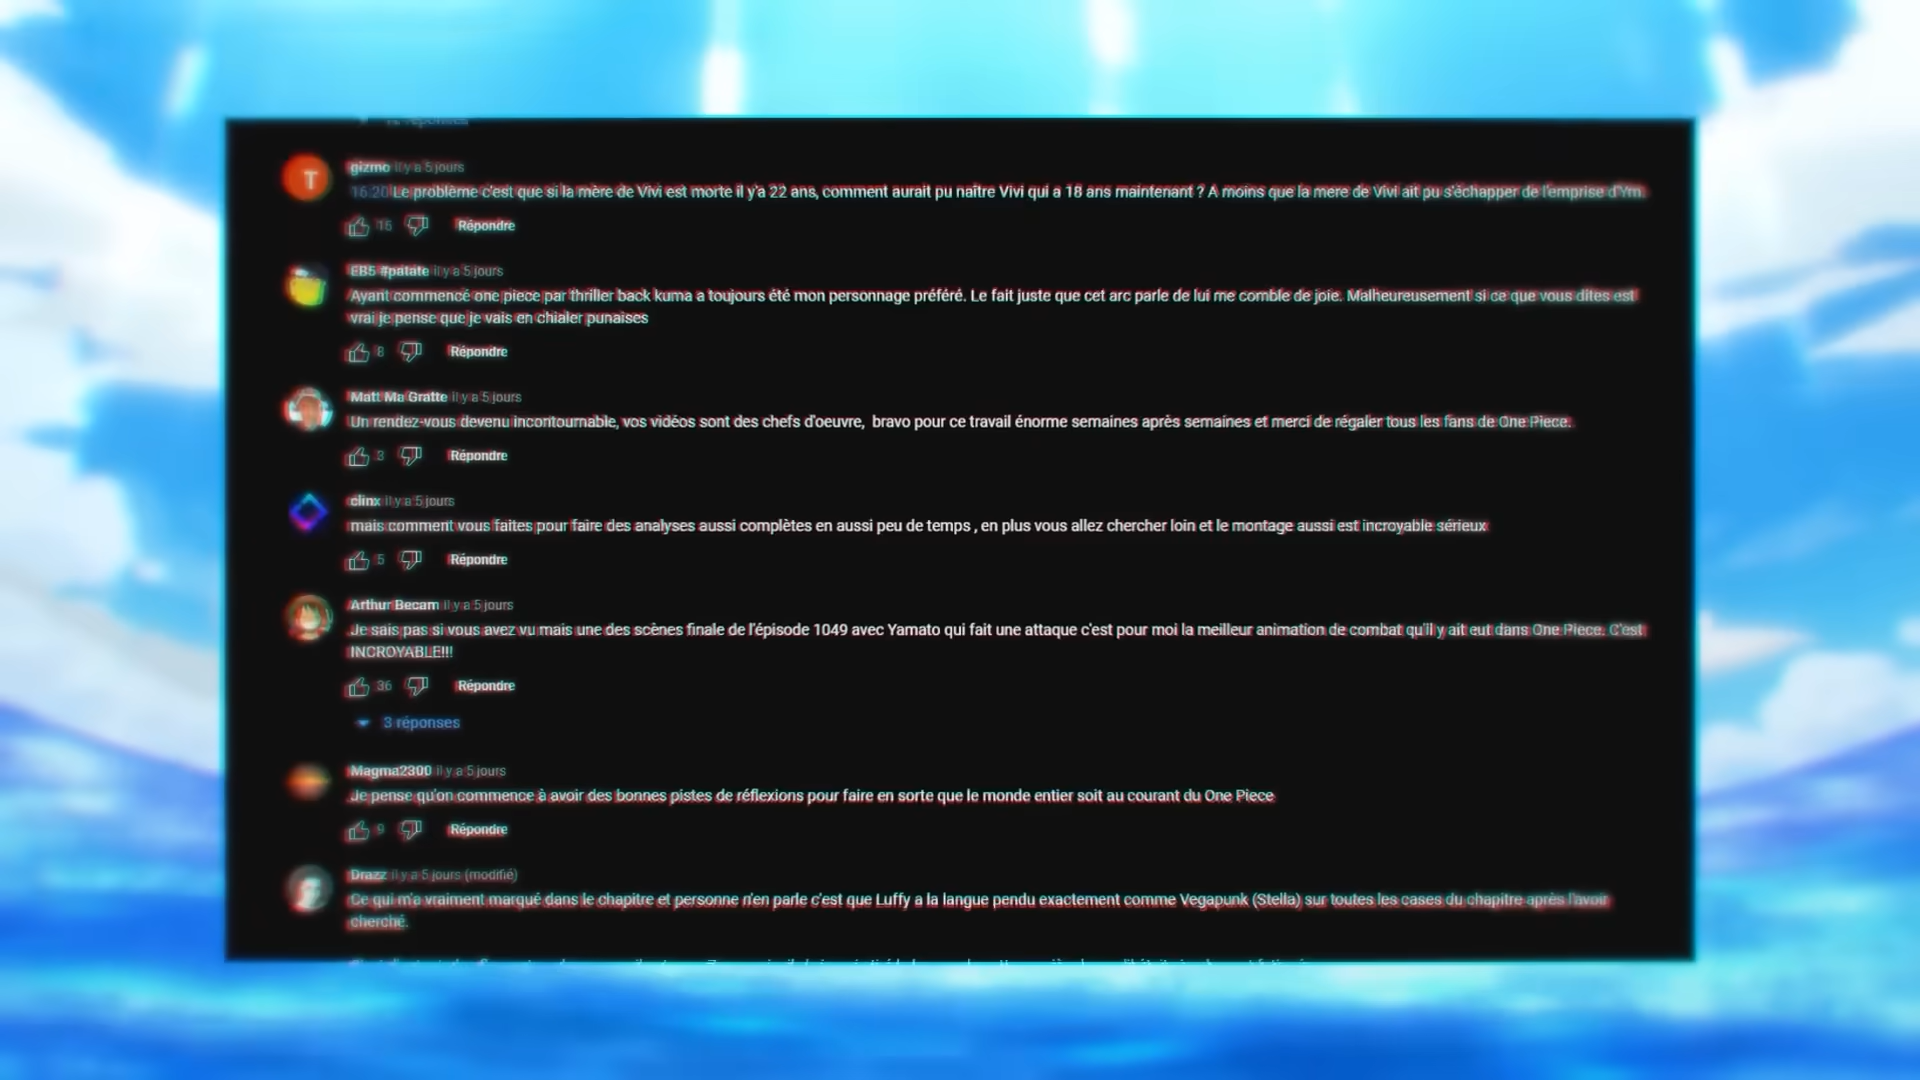 réponses
T
gizmo il y a 5 jours
16:20 Le problème c'est que si la mère de Vivi est morte il y'a 22 ans, comment aurait pu naître Vivi qui a 18 ans maintenant ? A moins que la mere de Vivi ait pu s'échapper de l'emprise d'Ym.
16 Répondre
EB5 #patate il y a 5 jours
Ayant commencé one piece par thriller back kuma a toujours été mon personnage préféré. Le fait juste que cet arc parle de lui me comble de joie. Malheureusement si ce que vous dites est
vrai je pense que je vais en chialer punaises
8 Répondre
Matt Ma Gratte il y a 5 jours
Un rendez-vous devenu incontournable, vos vidéos sont des chefs d'oeuvre, bravo pour ce travail énorme semaines après semaines et merci de régaler tous les fans de One Piece.
3 Répondre
clinx il y a 5 jours
mais comment vous faites pour faire des analyses aussi complètes en aussi peu de temps , en plus vous allez chercher loin et le montage aussi est incroyable sérieux
5 Répondre
Arthur Becam il y a 5 jours
Je sais pas si vous avez vu mais une des scènes finale de l'épisode 1049 avec Yamato qui fait une attaque c'est pour moi la meilleur animation de combat qu'il y ait eut dans One Piece. C'est
INCROYABLE!!!
36 Répondre
3 réponses
Magma2300 il y a 5 jours
Je pense qu'on commence à avoir des bonnes pistes de réflexions pour faire en sorte que le monde entier soit au courant du One Piece
9 Répondre
Drazz il y a 5 jours (modifié)
Ce qui m'a vraiment marqué dans le chapitre et personne n'en parle c'est que Luffy a la langue pendu exactement comme Vegapunk (Stella) sur toutes les cases du chapitre après l'avoir
cherché.